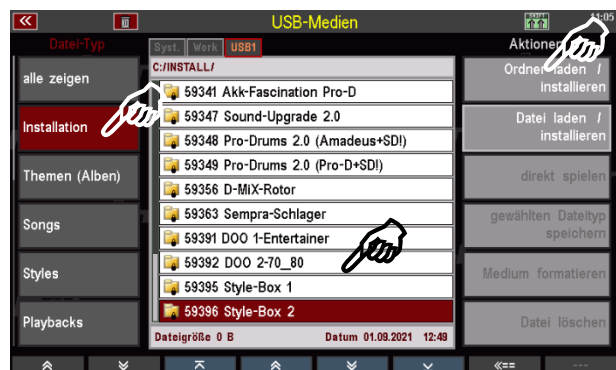 USB-Medien
11:05
Datei-Typ
Syst. Work USB1
Aktionen
alle zeigen
Installation
Themen (Alben)
Songs
Styles
Playbacks
C:/INSTALL/
59341 Akk-Fascination Pro-D
59347 Sound-Upgrade 2.0
59348 Pro-Drums 2.0 (Amadeus+SD!)
59349 Pro-Drums 2.0 (Pro-D+SD!)
59356 D-MiX-Rotor
59363 Sempra-Schlager
59391 DOO 1-Entertainer
59392 DOO 2-70_80
59395 Style-Box 1
59396 Style-Box 2
Dateigröße 0 B Datum 01.09.2021 12:49
Ordner laden /
installieren
Datei laden /
installieren
direkt spielen
gewählten Dateityp
speichern
Medium formatieren
Datei löschen